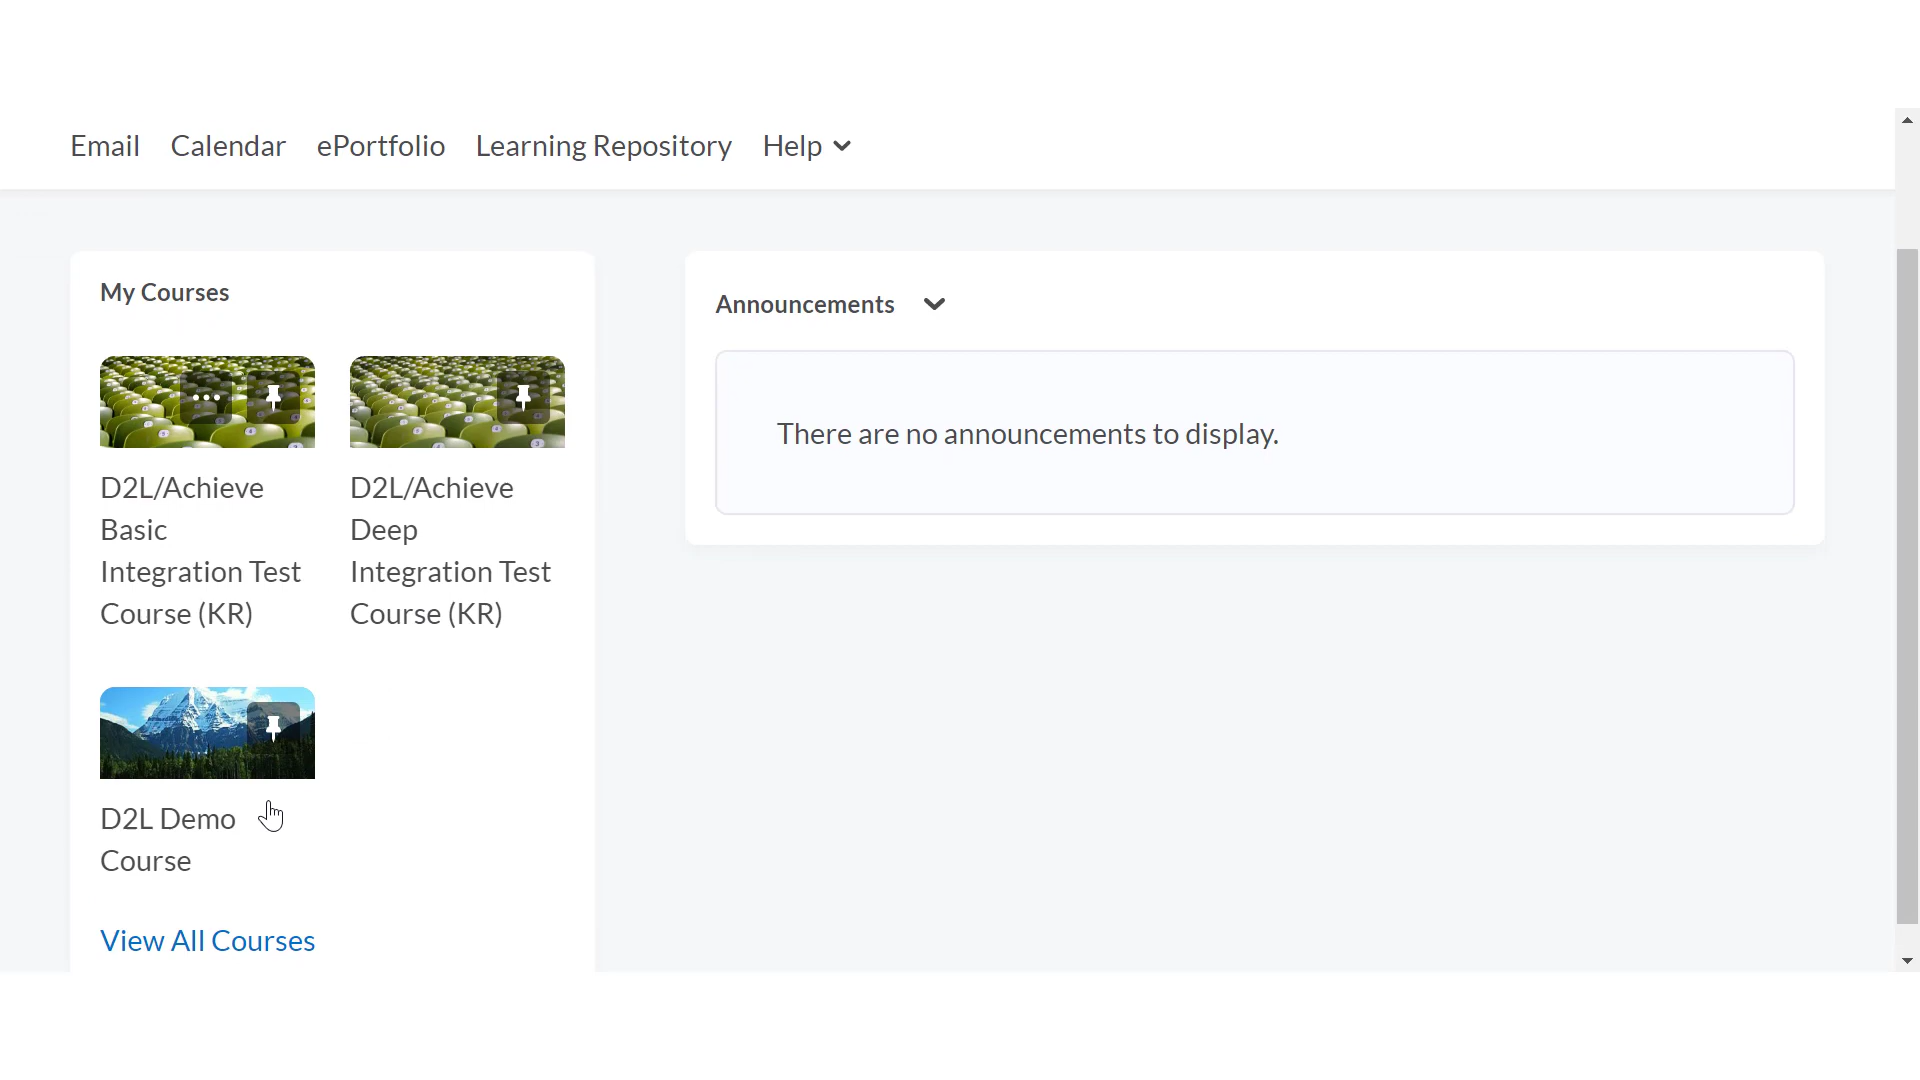 Email Calendar ePortfolio Learning Repository Help
My Courses
D2L/Achieve
Basic
Integration Test
Course (KR)
D2L/Achieve
Deep
Integration Test
Course (KR)
D2L Demo
Course
View All Courses
Announcements
There are no announcements to display.